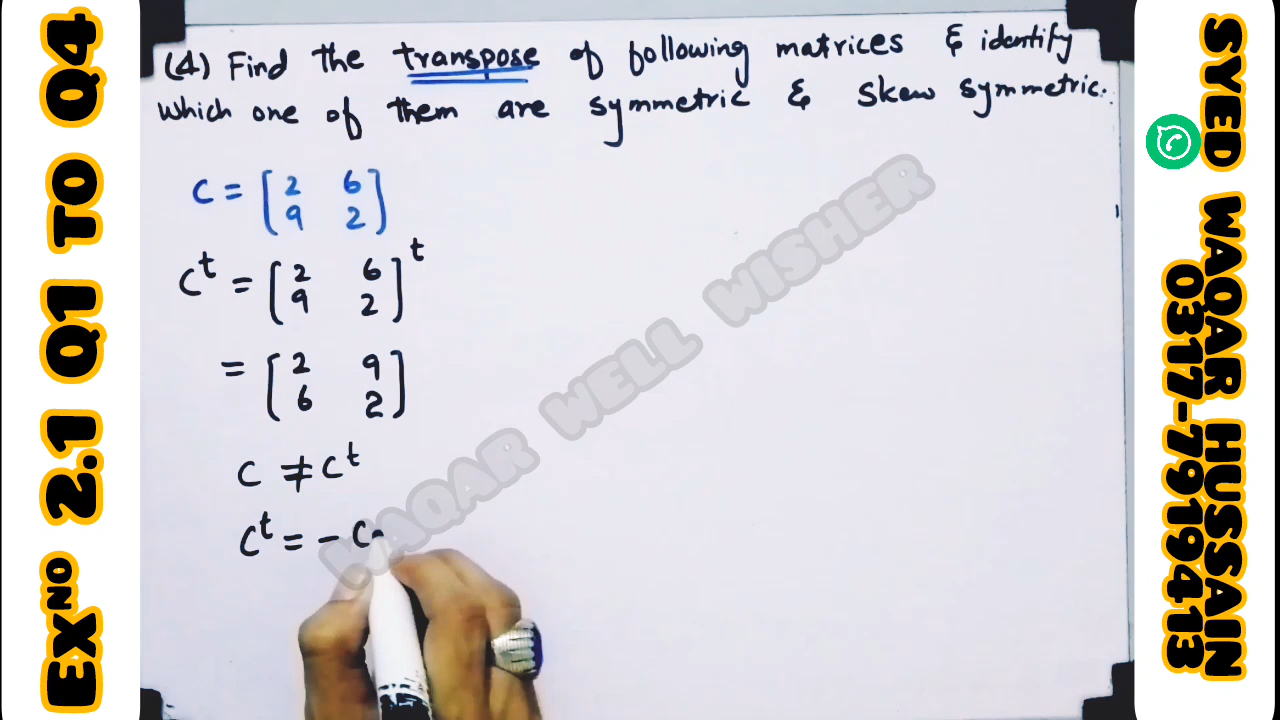 EXNO 2.1 Q1 TO Q4
(4) Find the transpose of following matrices & identify
which one of them are symmetric & skew symmetric.
C = [2 6
9 2]
C^t = [2 6
9 2]^t
= [2 9
6 2]
C ≠ C^t
C^t = - C
WAQAR WELL WISHER
SYED WAQAR HUSSAIN
0317-7919413